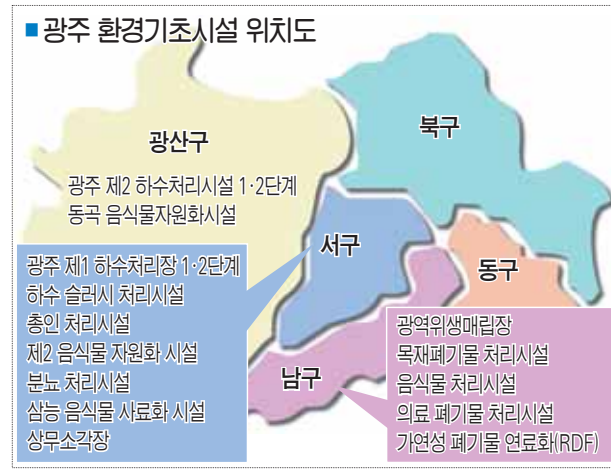 ■ 광주 환경기초시설 위치도
북구
광산구
광주 제2 하수처리시설 1·2단계
동곡 음식물자원화시설
서구
광주 제1 하수처리장 1·2단계
하수 슬러시 처리시설
총인 처리시설
제2 음식물 자원화 시설
분뇨 처리시설
삼능 음식물 사료화 시설
상무소각장
동구
남구
광역위생매립장
목재폐기물 처리시설
음식물 처리시설
의료 폐기물 처리시설
가연성 폐기물 연료화(RDF)